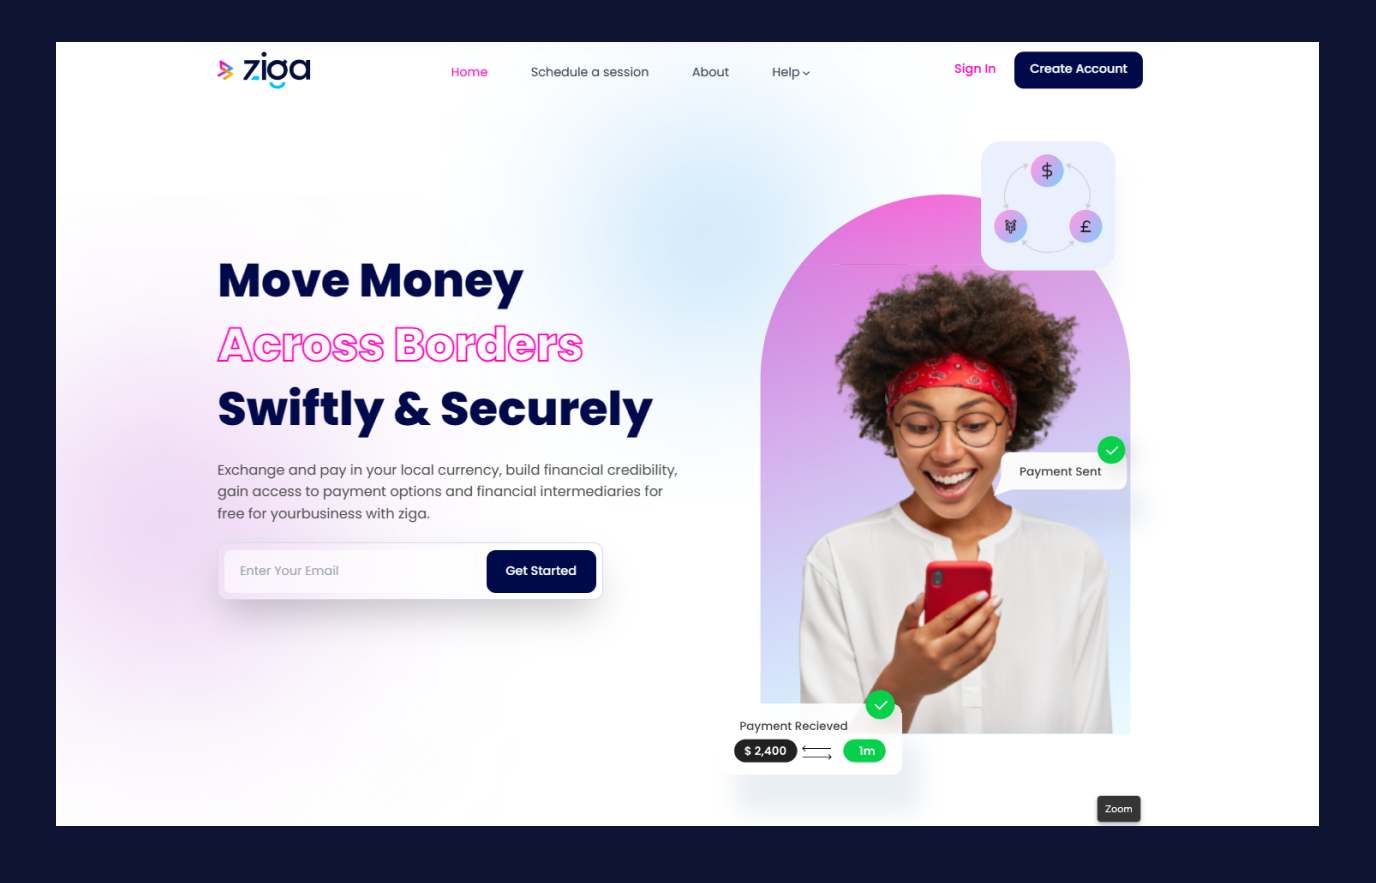 ziga
Home
Schedule a session
About
Help
Sign In
Create Account
$
£
Move Money
Across Borders
Swiftly & Securely
Exchange and pay in your local currency, build financial credibility,
gain access to payment options and financial intermediaries for
free for yourbusiness with ziga.
Enter Your Email
Get Started
Payment Sent
Payment Recieved
$ 2,400
1m
Zoom